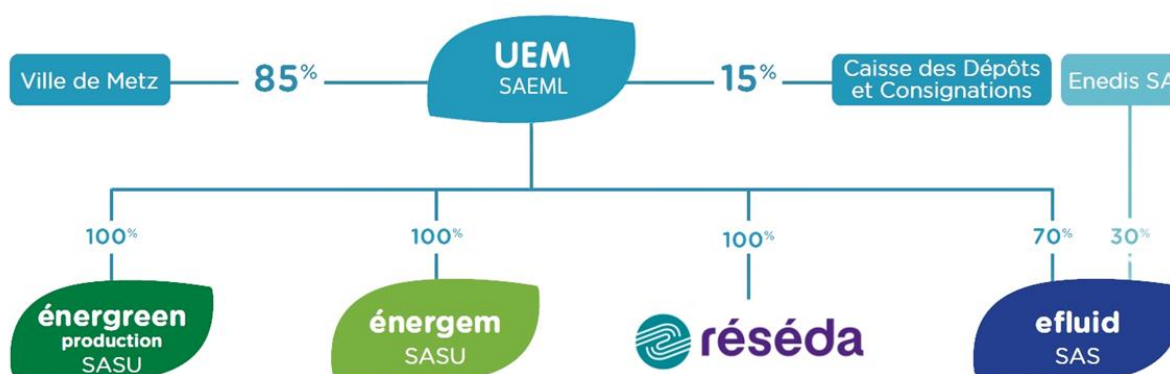 UEM
SAEML
Ville de Metz
85%
15%
Caisse des Dépôts
et Consignations
Enedis SA
100%
100%
100%
70%
30%
énergreen
production
SASU
énergem
SASU
réséda
efluid
SAS